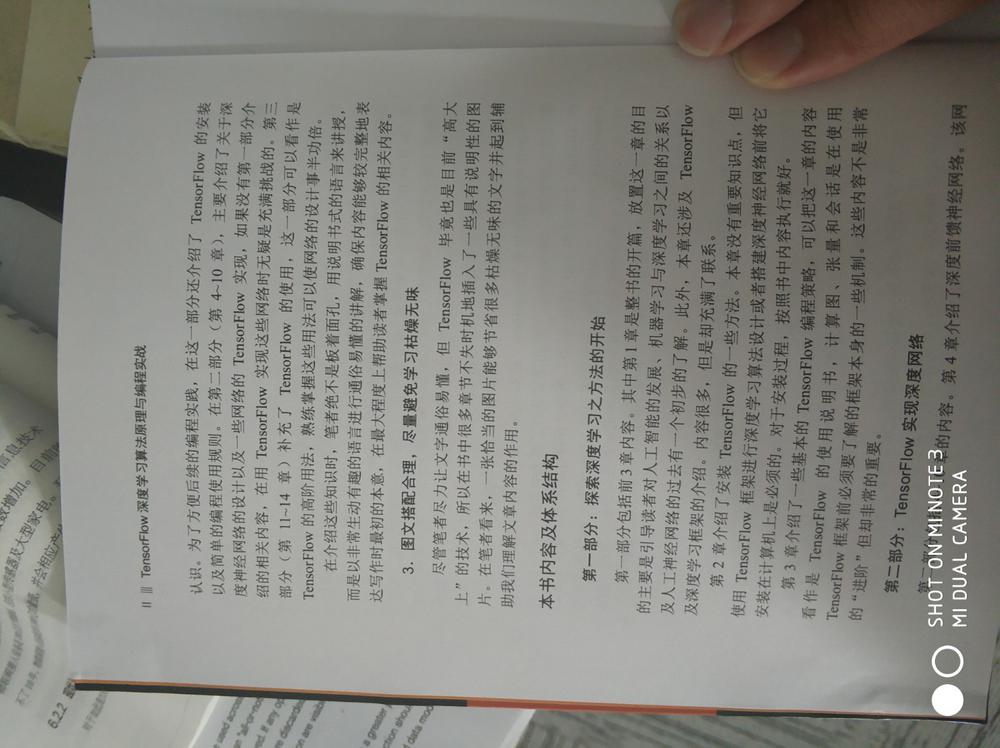 信息技术
数增加。目前的
传感器及大型家电。
6.2.2
II ||| TensorFlow 深度学习算法原理与编程实战
认识。为了方便后续的编程实践，在这一部分还介绍了 TensorFlow 的安装
以及简单的编程使用规则。在第二部分（第 4~10 章），主要介绍了关于深
度神经网络的设计以及一些网络的 TensorFlow 实现，如果没有第一部分介
绍的相关内容，在用 TensorFlow 实现这些网络时无疑是充满挑战的。第三
部分（第 11~14 章）补充了 TensorFlow 的使用，这一部分可以看作是
TensorFlow 的高阶用法，熟练掌握这些用法可以使网络的设计事半功倍。
在介绍这些知识时，笔者绝不是板着面孔，用说明书式的语言来讲授，
而是以非常生动有趣的语言进行通俗易懂的讲解，确保内容能够较完整地表
达写作时最初的本意，在最大程度上帮助读者掌握 TensorFlow 的相关内容。
3．图文搭配合理，尽量避免学习枯燥无味
尽管笔者尽力让文字通俗易懂，但 TensorFlow 毕竟也是目前“高大
上”的技术，所以在书中很多章节不失时机地插入了一些具有说明性的图
片。在笔者看来，一张恰当的图片能够节省很多枯燥无味的文字并起到辅
助我们理解文章内容的作用。
本书内容及体系结构
第一部分：探索深度学习之方法的开始
第一部分包括前3章内容。其中第1章是整书的开篇，放置这一章的目
的主要是引导读者对人工智能的发展、机器学习与深度学习之间的关系以
及人工神经网络的过去有一个初步的了解。此外，本章还涉及 TensorFlow
及深度学习框架的介绍。内容很多，但是却充满了联系。
第 2 章介绍了安装 TensorFlow 的一些方法。本章没有重要知识点，但
使用 TensorFlow 框架进行深度学习算法设计或者搭建深度神经网络前将它
安装在计算机上是必须的。对于安装过程，按照书中内容执行就好。
第 3 章介绍了一些基本的 TensorFlow 编程策略，可以把这一章的内容
看作是 TensorFlow 的使用说明书，计算图、张量和会话是在使用
TensorFlow 框架前必须要了解的框架本身的一些机制。这些内容不是非常
的“进阶”但却非常的重要。
第二部分：TensorFlow 实现深度网络
第二部分 章的内容。第 4 章介绍了深度前馈神经网络。该网
SHOT ON MI NOTE 3
MI DUAL CAMERA